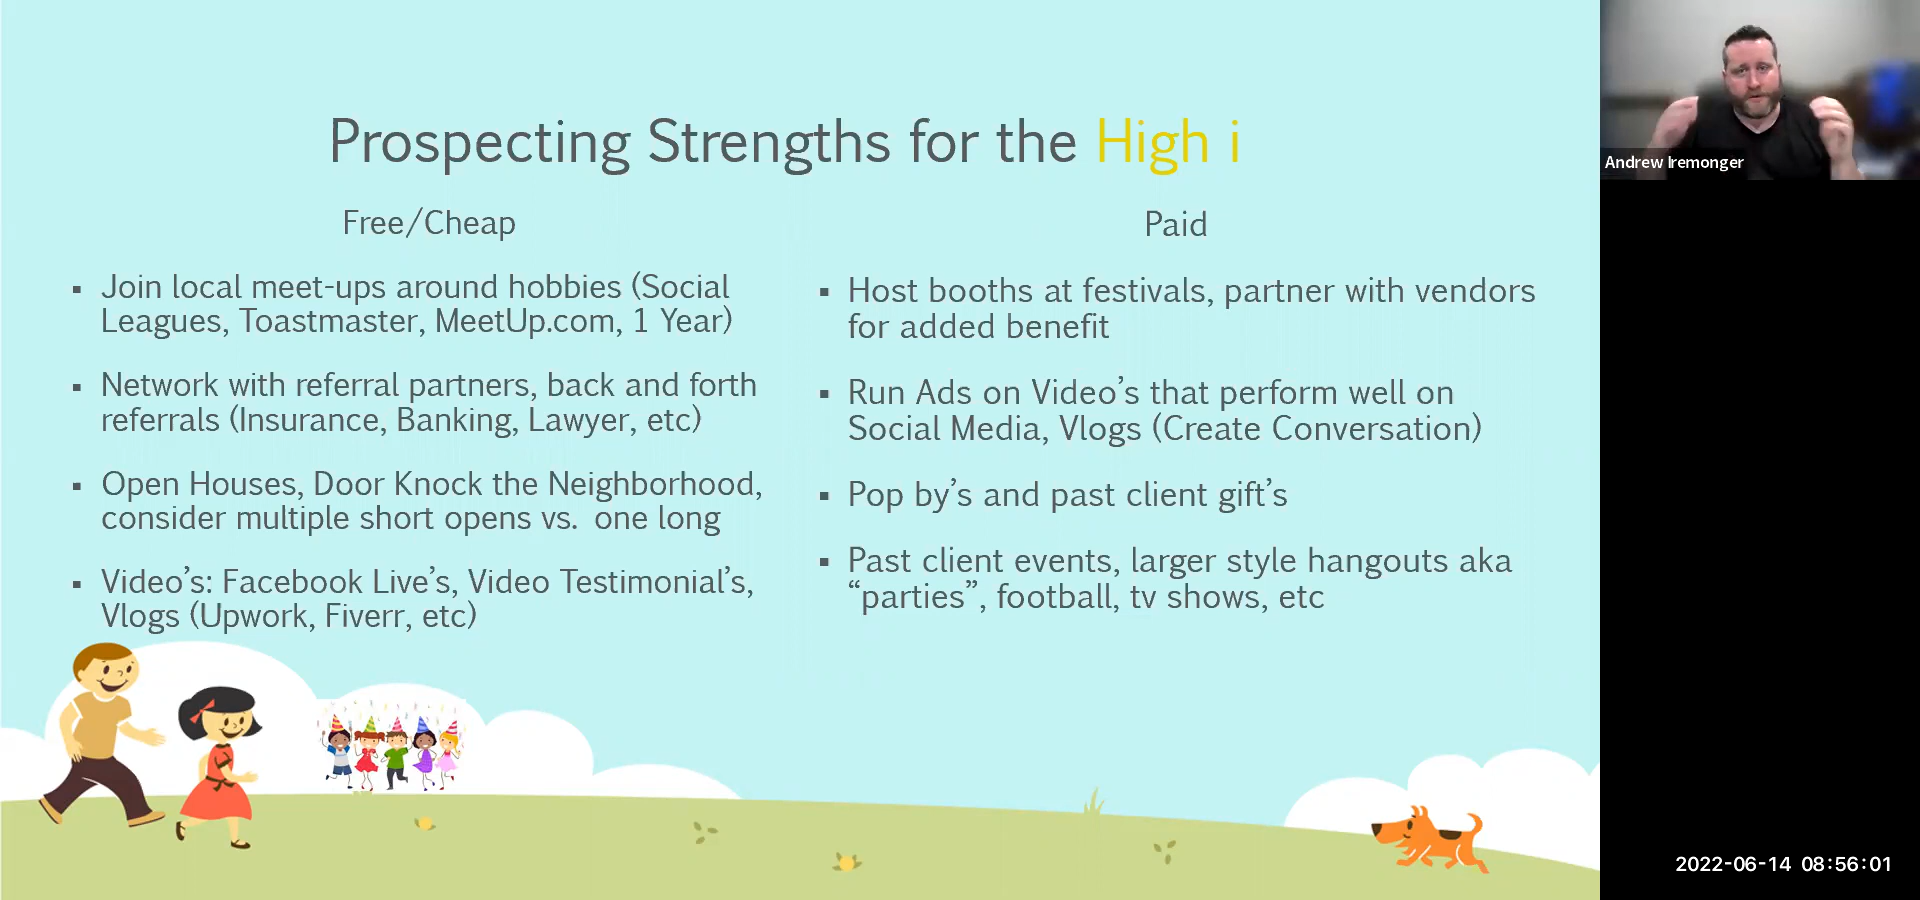 Prospecting Strengths for the High i
Free/Cheap
▪ Join local meet-ups around hobbies (Social
Leagues, Toastmaster, MeetUp.com, 1 Year)
▪ Network with referral partners, back and forth
referrals (Insurance, Banking, Lawyer, etc)
▪ Open Houses, Door Knock the Neighborhood,
consider multiple short opens vs. one long
▪ Video’s: Facebook Live’s, Video Testimonial’s,
Vlogs (Upwork, Fiverr, etc)
Paid
▪ Host booths at festivals, partner with vendors
for added benefit
▪ Run Ads on Video’s that perform well on
Social Media, Vlogs (Create Conversation)
▪ Pop by’s and past client gift’s
▪ Past client events, larger style hangouts aka
“parties”, football, tv shows, etc
Andrew Iremonger
2022-06-14 08:56:01